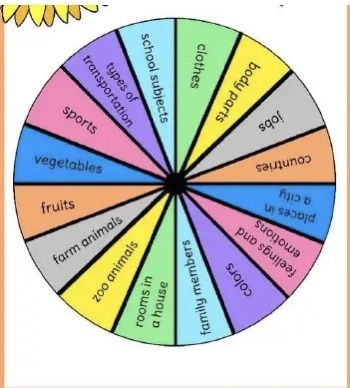 clothes
body parts
jobs
countries
places in
a city
feelings and
emotions
colors
family members
rooms in
a house
zoo animals
farm animals
fruits
vegetables
sports
types of
transportation
school subjects